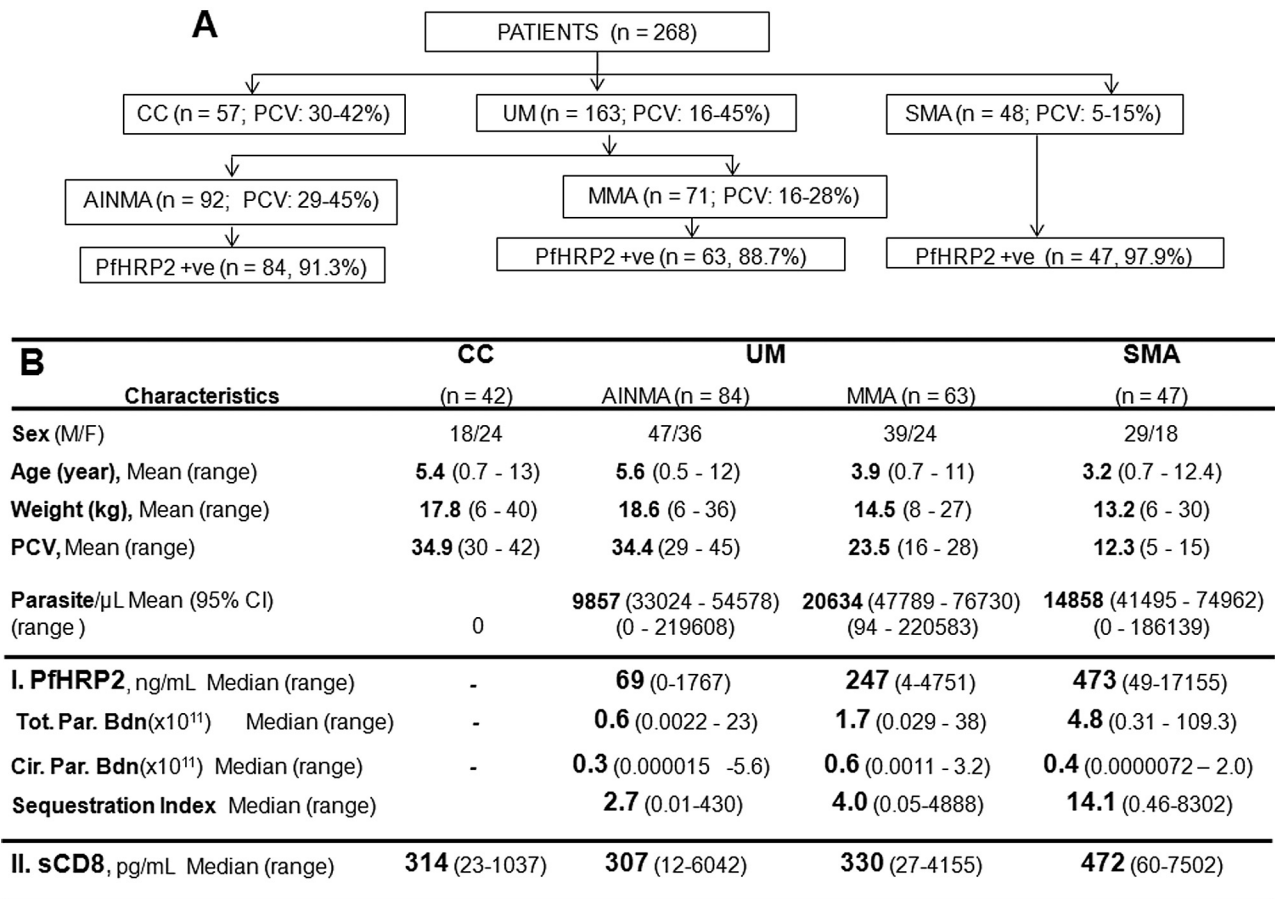 A
PATIENTS (n = 268)
CC (n = 57; PCV: 30-42%)
UM (n = 163; PCV: 16-45%)
SMA (n = 48; PCV: 5-15%)
AINMA (n = 92; PCV: 29-45%)
MMA (n = 71; PCV: 16-28%)
PfHRP2 +ve (n = 84, 91.3%)
PfHRP2 +ve (n = 63, 88.7%)
PfHRP2 +ve (n = 47, 97.9%)
B CC UM SMA
Characteristics (n = 42) AINMA (n = 84) MMA (n = 63) (n = 47)
Sex (M/F) 18/24 47/36 39/24 29/18
Age (year), Mean (range) 5.4 (0.7 - 13) 5.6 (0.5 - 12) 3.9 (0.7 - 11) 3.2 (0.7 - 12.4)
Weight (kg), Mean (range) 17.8 (6 - 40) 18.6 (6 - 36) 14.5 (8 - 27) 13.2 (6 - 30)
PCV, Mean (range) 34.9 (30 - 42) 34.4 (29 - 45) 23.5 (16 - 28) 12.3 (5 - 15)
Parasite/µL Mean (95% CI) 9857 (33024 - 54578) 20634 (47789 - 76730) 14858 (41495 - 74962)
(range ) 0 (0 - 219608) (94 - 220583) (0 - 186139)
I. PfHRP2, ng/mL Median (range) - 69 (0-1767) 247 (4-4751) 473 (49-17155)
Tot. Par. Bdn(x10¹¹) Median (range) - 0.6 (0.0022 - 23) 1.7 (0.029 - 38) 4.8 (0.31 - 109.3)
Cir. Par. Bdn(x10¹¹) Median (range) - 0.3 (0.000015 -5.6) 0.6 (0.0011 - 3.2) 0.4 (0.0000072 – 2.0)
Sequestration Index Median (range) 2.7 (0.01-430) 4.0 (0.05-4888) 14.1 (0.46-8302)
II. sCD8, pg/mL Median (range) 314 (23-1037) 307 (12-6042) 330 (27-4155) 472 (60-7502)